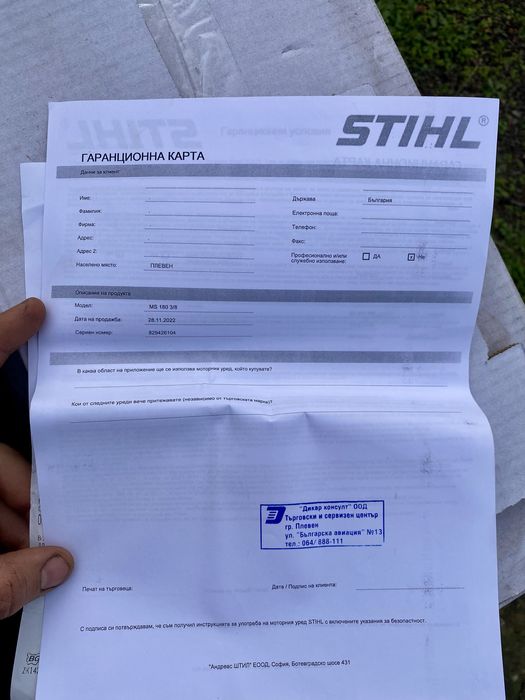 STIHL®
ГАРАНЦИОННА КАРТА
Данни за клиент
Име:
Държава България
Фамилия:
Електронна поща:
Фирма:
Телефон:
Адрес:
Факс:
Адрес 2:
Професионално и/или служебно използване: ДА Не
Населено място: ПЛЕВЕН
Описание на продукта
Модел: MS 180 3/8
Дата на продажба: 28.11.2022
Сериен номер: 829426104
В каква област на приложение ще се използва моторния уред, който купувате?
Кои от следните уреди вече притежавате (независимо от търговската марка)?
"Дикар консулт" ООД
Търговски и сервизен център
гр. Плевен
ул. "Българска авиация" №13
тел.: 064/ 888-111
Печат на търговеца:
Дата / Подпис на клиента:
С подписа си потвърждавам, че съм получил инструкцията за употреба на моторния уред STIHL с включените указания за безопасност.
"Андреас ЩИЛ" ЕООД, София, Ботевградско шосе 431